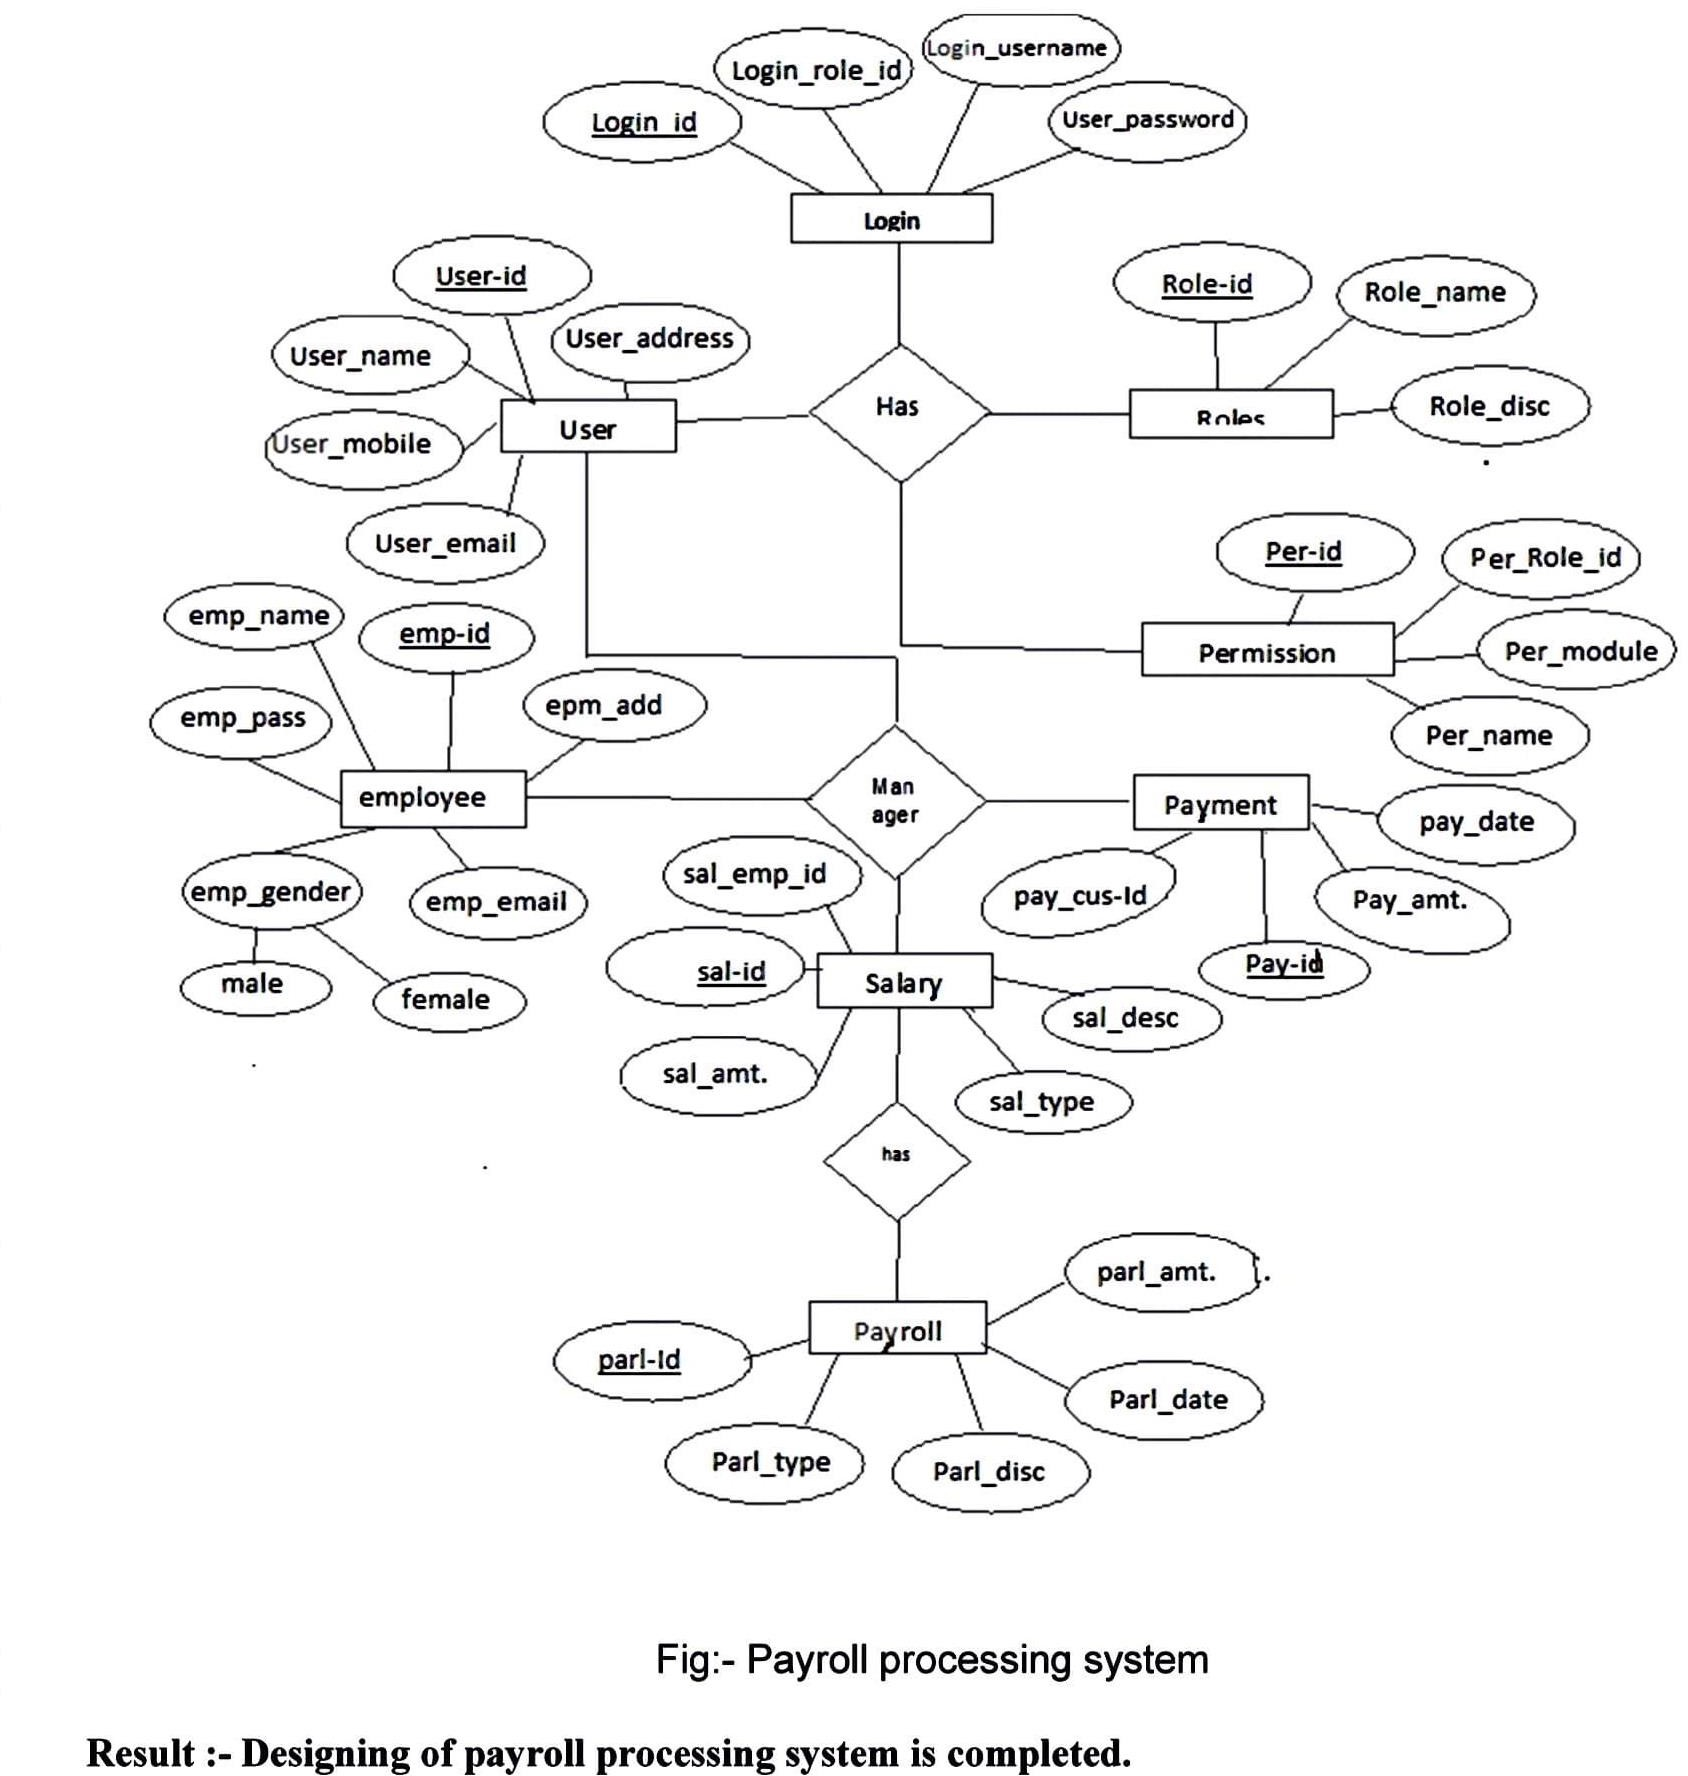 Login_username
Login_role_id
Login_id
User_password
Login
User-id
Role-id
Role_name
User_name
User_address
Has
Roles
Role_disc
User
User_mobile
User_email
Per-id
Per_Role_id
Permission
Per_module
Per_name
emp_name
emp-id
emp_pass
epm_add
employee
Man
ager
Payment
pay_date
emp_gender
emp_email
sal_emp_id
pay_cus-Id
Pay_amt.
male
female
sal-id
Salary
Pay-id
sal_desc
sal_amt.
sal_type
has
parl_amt.
Payroll
parl-Id
Parl_date
Parl_type
Parl_disc
Fig:- Payroll processing system
Result :- Designing of payroll processing system is completed.